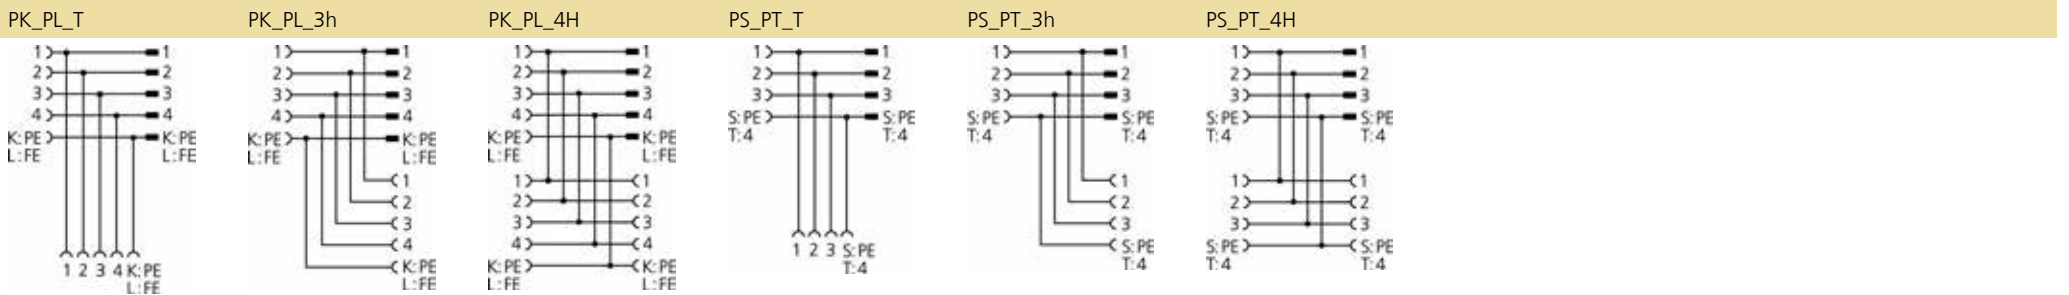 PK_PL_T PK_PL_3h PK_PL_4H PS_PT_T PS_PT_3h PS_PT_4H
1 1
2 2
3 3
4 4
K:PE K:PE
L:FE L:FE
1 2 3 4 K:PE
L:FE
1 1
2 2
3 3
4 4
K:PE K:PE
L:FE L:FE
1
2
3
4
K:PE
L:FE
1 1
2 2
3 3
4 4
K:PE K:PE
L:FE L:FE
1 1
2 2
3 3
4 4
K:PE K:PE
L:FE L:FE
1 1
2 2
3 3
S:PE S:PE
T:4 T:4
1 2 3 S:PE
T:4
1 1
2 2
3 3
S:PE S:PE
T:4 T:4
1
2
3
S:PE
T:4
1 1
2 2
3 3
S:PE S:PE
T:4 T:4
1 1
2 2
3 3
S:PE S:PE
T:4 T:4